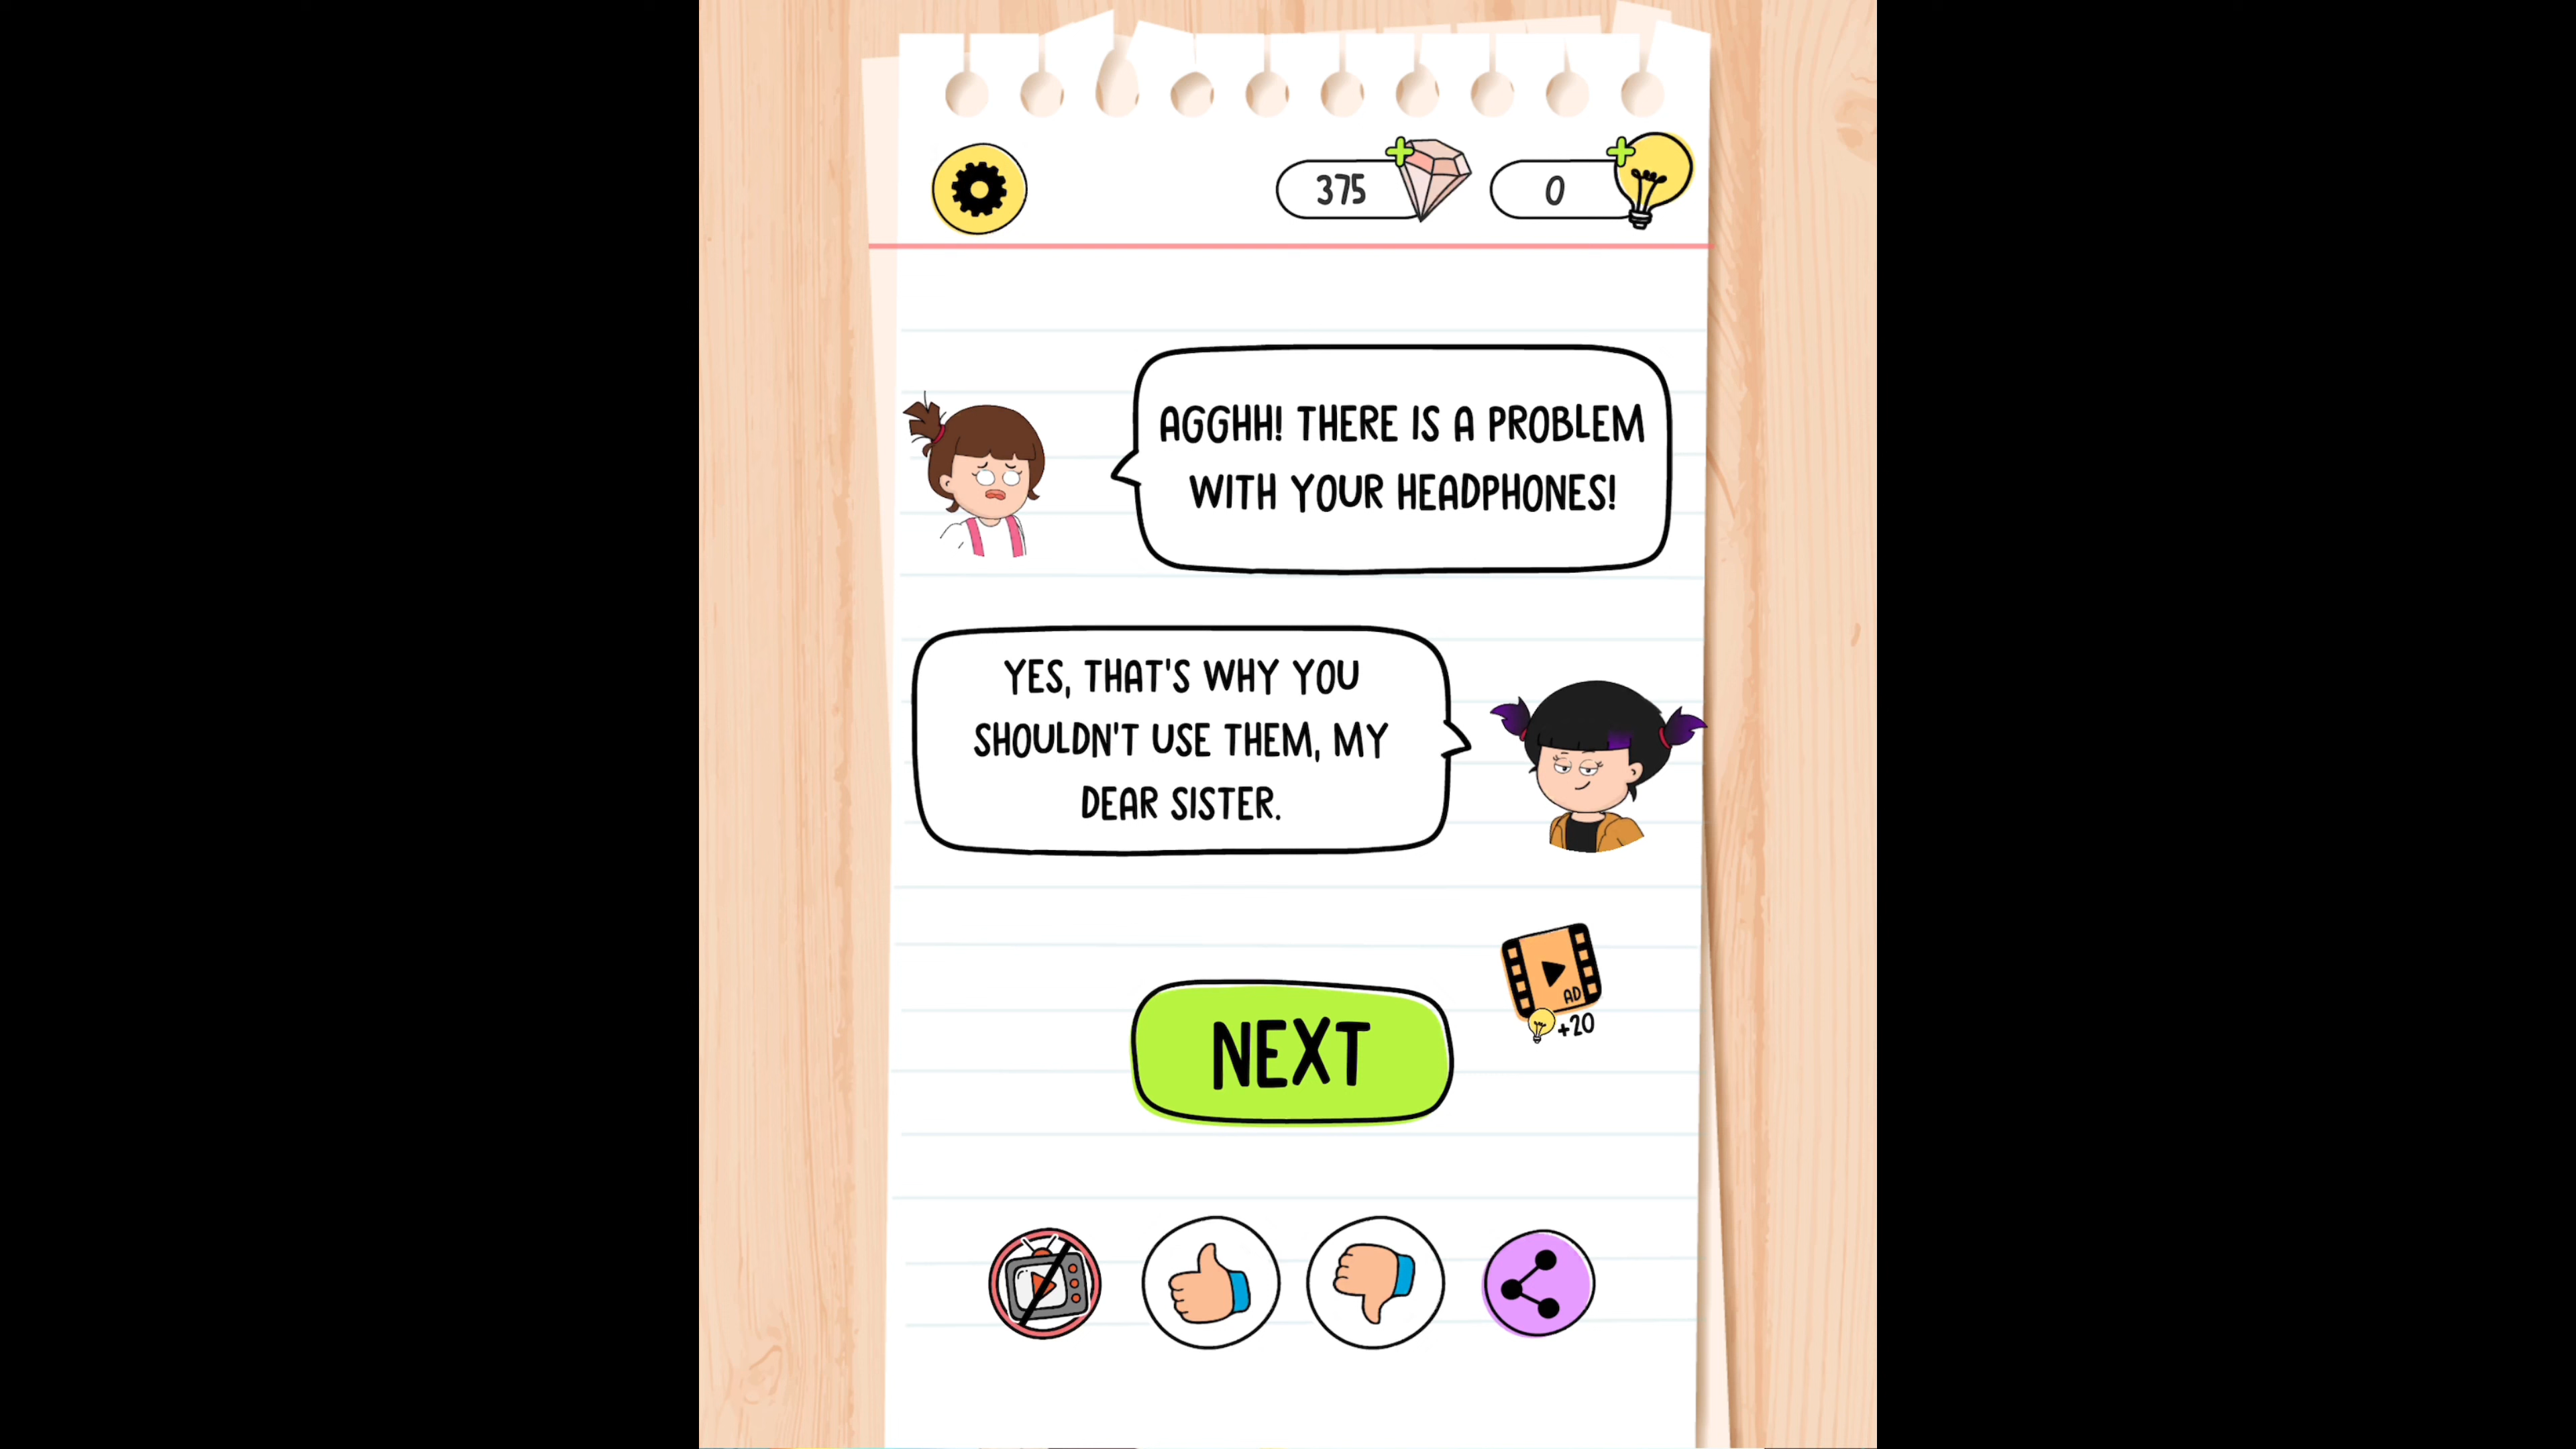 375
0
AGGHH! THERE IS A PROBLEM
WITH YOUR HEADPHONES!
YES, THAT'S WHY YOU
SHOULDN'T USE THEM, MY
DEAR SISTER.
AD
+20
NEXT